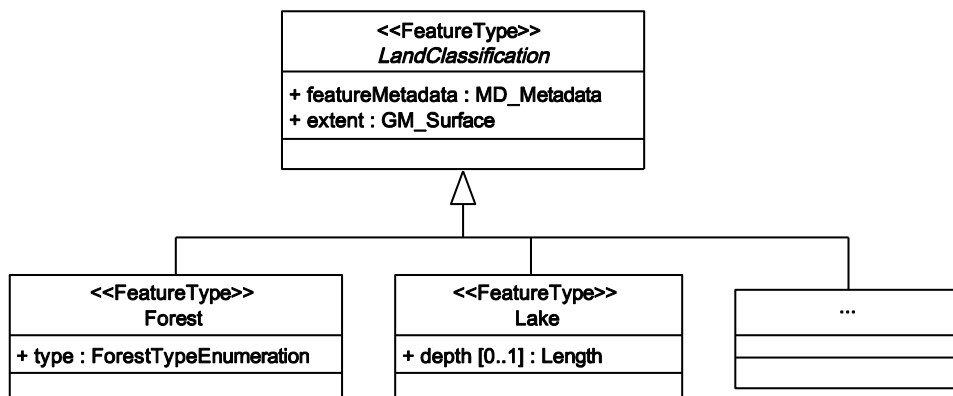 <<FeatureType>>
LandClassification
+ featureMetadata : MD_Metadata
+ extent : GM_Surface
<<FeatureType>>
Forest
+ type : ForestTypeEnumeration
<<FeatureType>>
Lake
+ depth [0..1] : Length
...